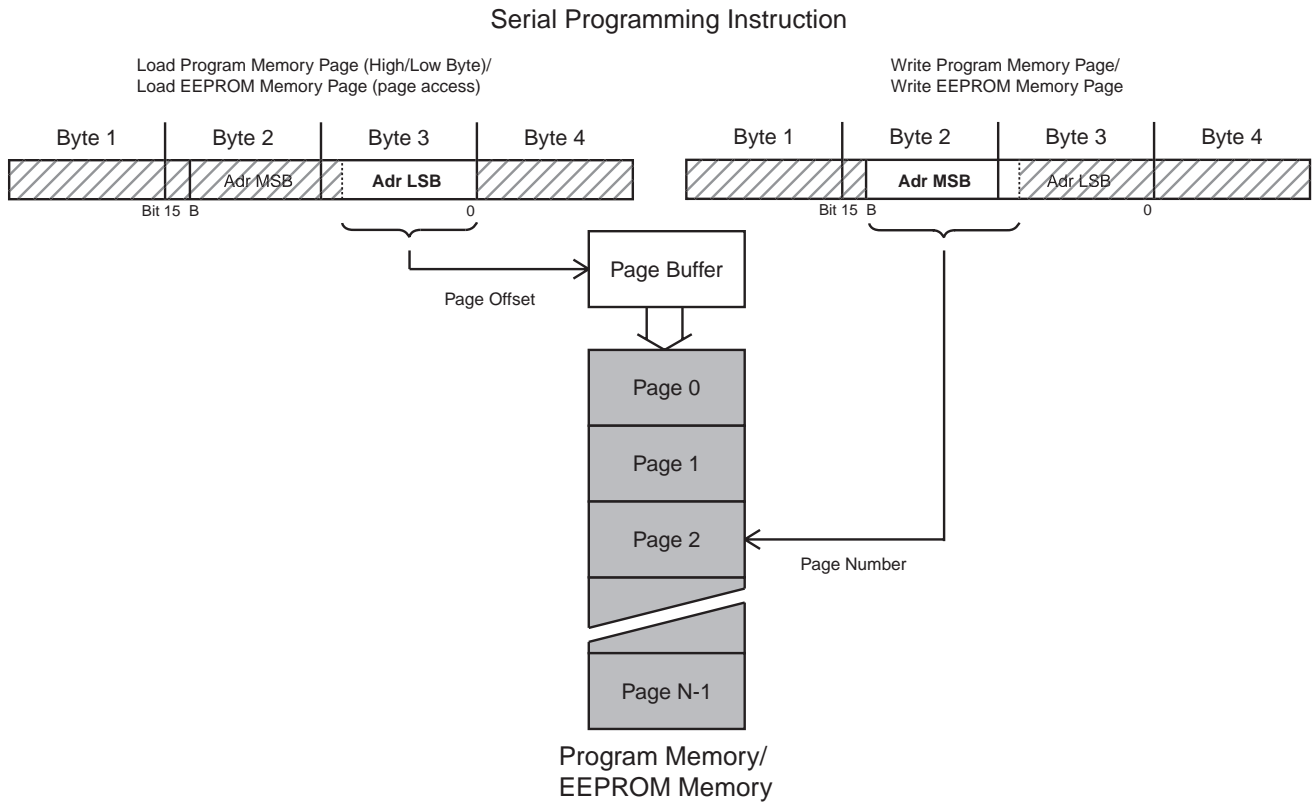 Serial Programming Instruction
Load Program Memory Page (High/Low Byte)/
Load EEPROM Memory Page (page access)
Write Program Memory Page/
Write EEPROM Memory Page
Byte 1 Byte 2 Byte 3 Byte 4
Byte 1 Byte 2 Byte 3 Byte 4
Adr MSB Adr LSB
Adr MSB Adr LSB
Bit 15 B 0
Bit 15 B 0
Page Buffer
Page Offset
Page 0
Page 1
Page 2
Page Number
Page N-1
Program Memory/
EEPROM Memory